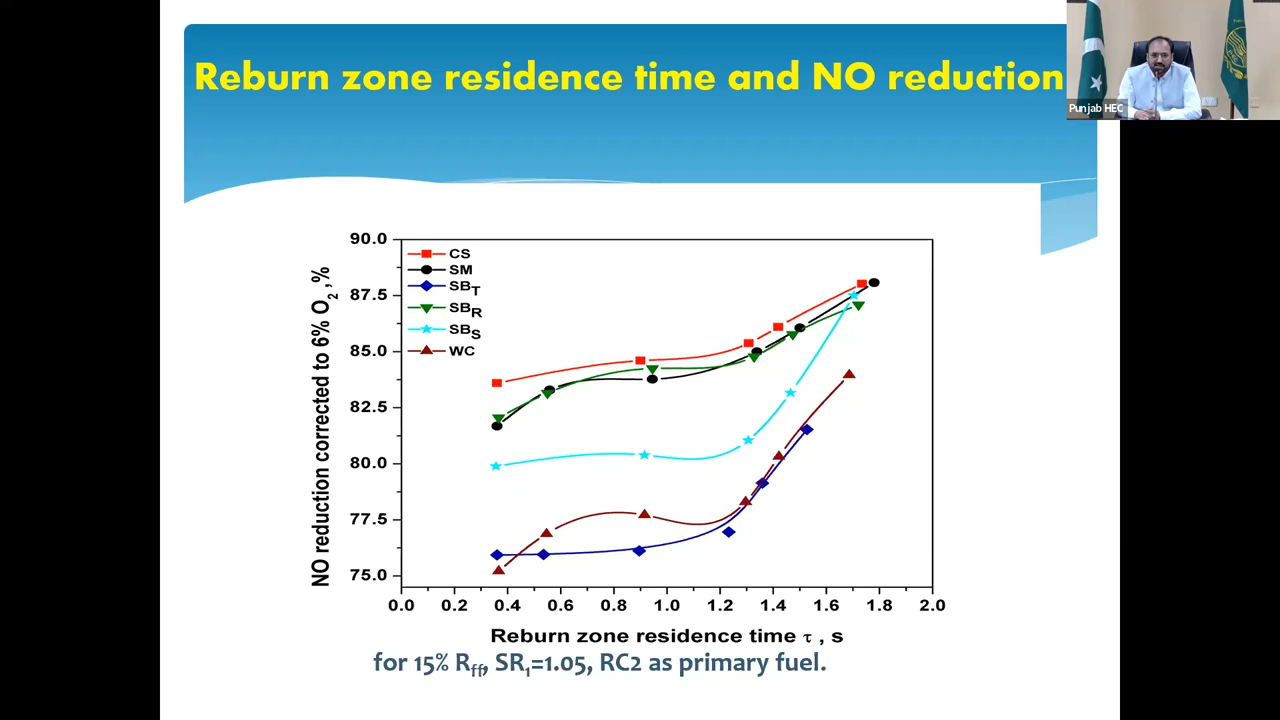 Reburn zone residence time and NO reduction
Punjab HEC
NO reduction corrected to 6% O2 ,%
90.0
87.5
85.0
82.5
80.0
77.5
75.0
CS
SM
SBT
SBR
SBS
WC
0.0 0.2 0.4 0.6 0.8 1.0 1.2 1.4 1.6 1.8 2.0
Reburn zone residence time τ , s
for 15% Rff, SR1=1.05, RC2 as primary fuel.